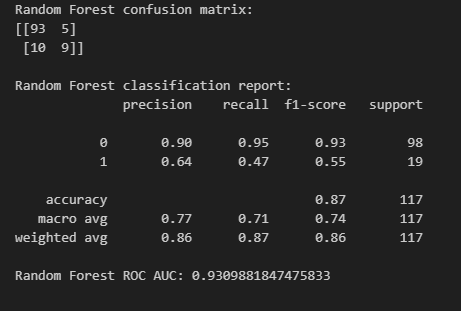 Random Forest confusion matrix:
[[93  5]
 [10  9]]
Random Forest classification report:
              precision    recall  f1-score   support
           0       0.90      0.95      0.93        98
           1       0.64      0.47      0.55        19
    accuracy                           0.87       117
   macro avg       0.77      0.71      0.74       117
weighted avg       0.86      0.87      0.86       117
Random Forest ROC AUC: 0.9309881847475833